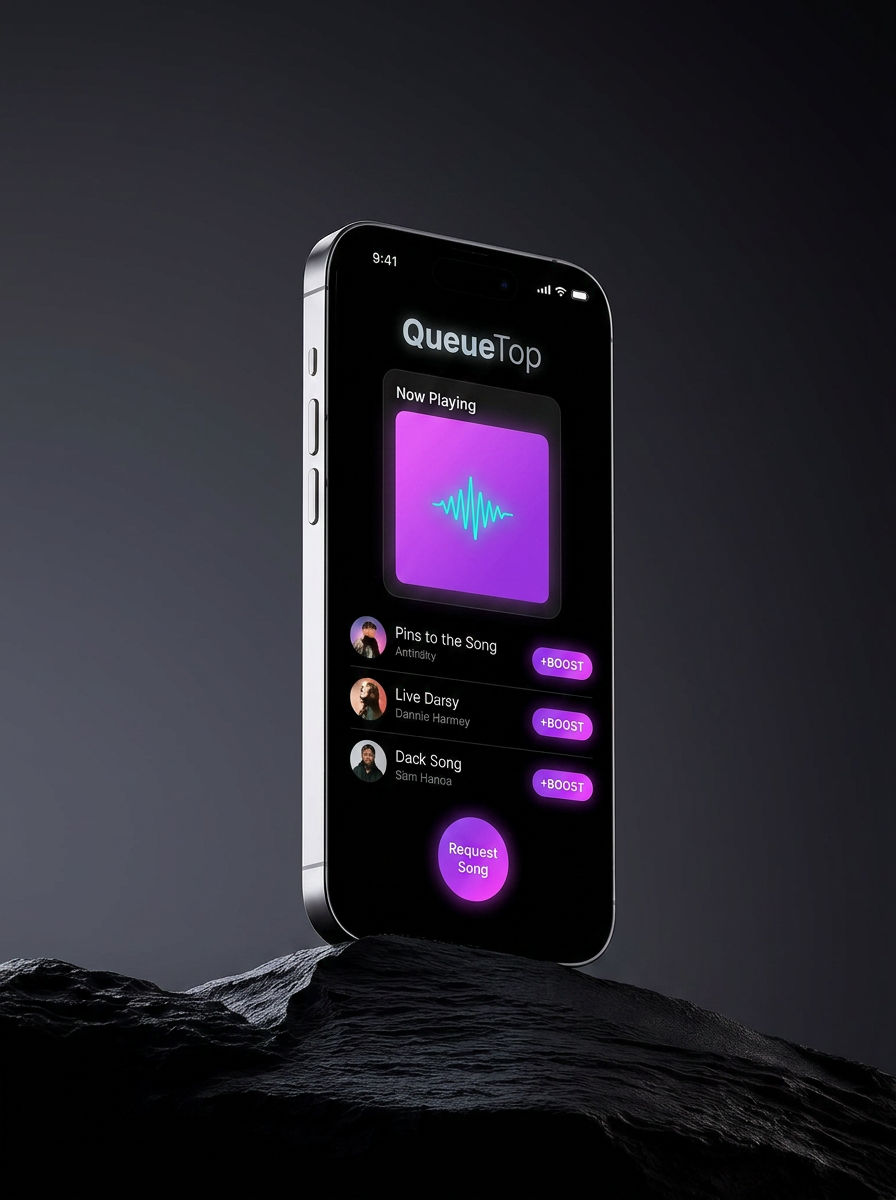 9:41
QueueTop
Now Playing
Pins to the Song
+BOOST
Live Darsy
Dannie Harmey
+BOOST
Dack Song
Sam Hanoa
+BOOST
Request
Song